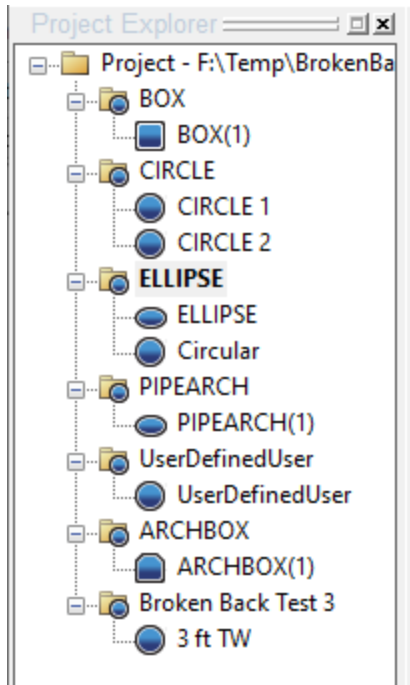 Project Explorer
Project - F:\Temp\BrokenBa
BOX
BOX(1)
CIRCLE
CIRCLE 1
CIRCLE 2
ELLIPSE
ELLIPSE
Circular
PIPEARCH
PIPEARCH(1)
UserDefinedUser
UserDefinedUser
ARCHBOX
ARCHBOX(1)
Broken Back Test 3
3 ft TW